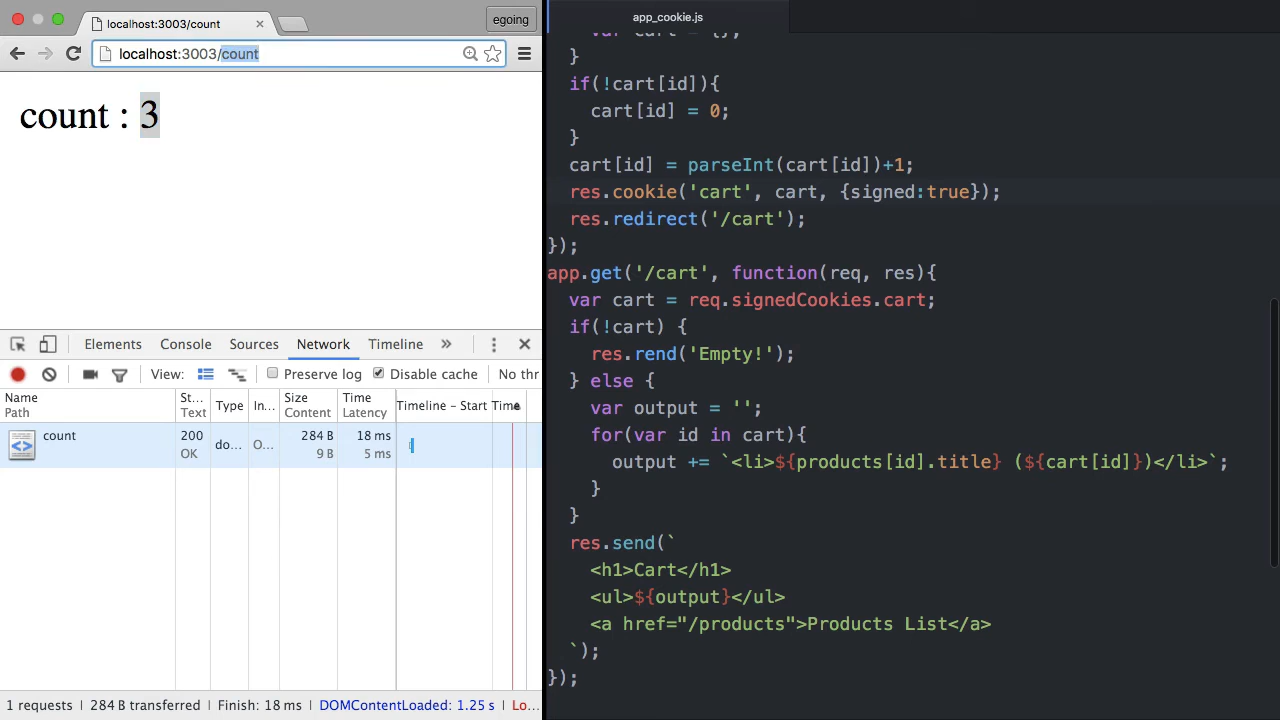 localhost:3003/count
egoing
localhost:3003/count
count : 3
Elements Console Sources Network Timeline »
View: Preserve log Disable cache No thr
Name St... Type In... Size Time Timeline – Start Time
Path Text Content Latency
count 200 do... O... 284 B 18 ms
OK 9 B 5 ms
1 requests | 284 B transferred | Finish: 18 ms | DOMContentLoaded: 1.25 s | Lo...
app_cookie.js
var cart = {};
}
if(!cart[id]){
cart[id] = 0;
}
cart[id] = parseInt(cart[id])+1;
res.cookie('cart', cart, {signed:true});
res.redirect('/cart');
});
app.get('/cart', function(req, res){
var cart = req.signedCookies.cart;
if(!cart) {
res.rend('Empty!');
} else {
var output = '';
for(var id in cart){
output += `<li>${products[id].title} (${cart[id]})</li>`;
}
}
res.send(`
<h1>Cart</h1>
<ul>${output}</ul>
<a href="/products">Products List</a>
`);
});